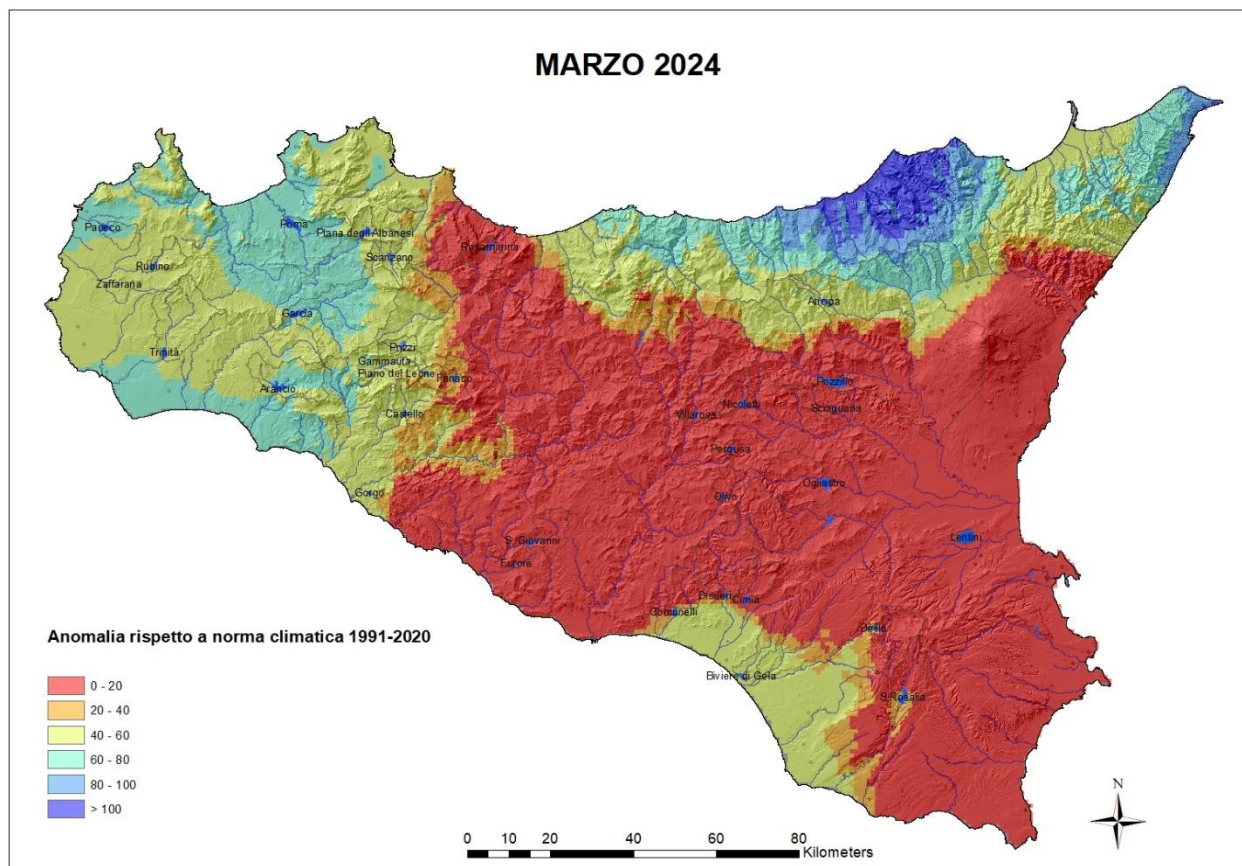 MARZO 2024
Paceco
Poma
Piana degli Albanesi
Scanzano
Rosamarina
Rubino
Zaffarana
Garcia
Ancipa
Trinità
Prizzi
Gammauta
Piano del Leone
Fanaco
Arancio
Castello
Pozzillo
Nicoletti
Sciaguana
Villarosa
Pergusa
Gorgo
Olivo
Ogliastro
S. Giovanni
Furore
Lentini
Comunelli
Disueri
Cimia
Dirillo
Biviere di Gela
S.Rosalia
Anomalia rispetto a norma climatica 1991-2020
0 - 20
20 - 40
40 - 60
60 - 80
80 - 100
> 100
N
0 10 20 40 60 80
Kilometers